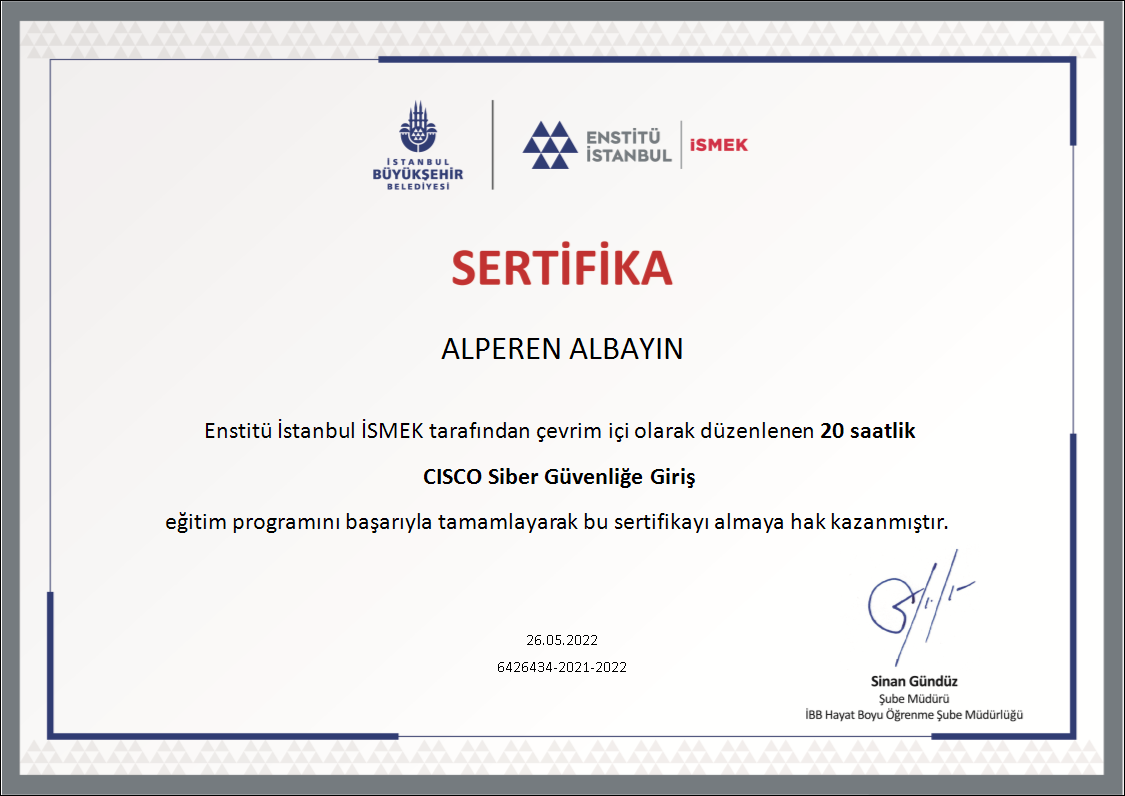 İSTANBUL
BÜYÜKŞEHİR
BELEDİYESİ
ENSTİTÜ
İSTANBUL
iSMEK
SERTİFİKA
ALPEREN ALBAYIN
Enstitü İstanbul İSMEK tarafından çevrim içi olarak düzenlenen 20 saatlik
CISCO Siber Güvenliğe Giriş
eğitim programını başarıyla tamamlayarak bu sertifikayı almaya hak kazanmıştır.
26.05.2022
6426434-2021-2022
Sinan Gündüz
Şube Müdürü
İBB Hayat Boyu Öğrenme Şube Müdürlüğü